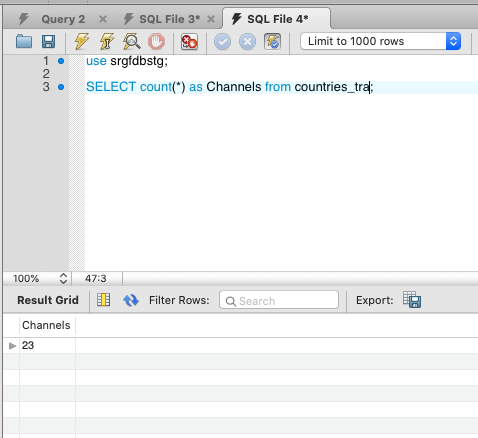 Query 2 SQL File 3* SQL File 4*
Limit to 1000 rows
1 use srgfdbstg;
2
3 SELECT count(*) as Channels from countries_tra;
100% 47:3
Result Grid Filter Rows: Search Export:
Channels
23